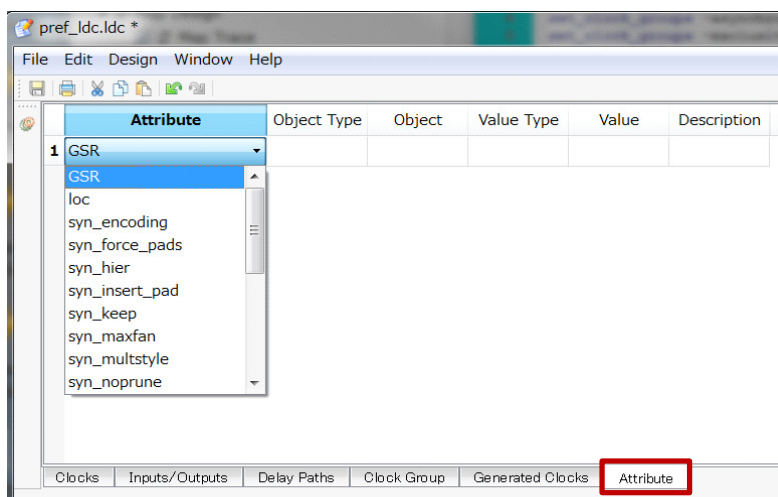 pref_ldc.ldc *
File Edit Design Window Help
Attribute Object Type Object Value Type Value Description
1 GSR
GSR
loc
syn_encoding
syn_force_pads
syn_hier
syn_insert_pad
syn_keep
syn_maxfan
syn_multstyle
syn_noprune
Clocks Inputs/Outputs Delay Paths Clock Group Generated Clocks Attribute